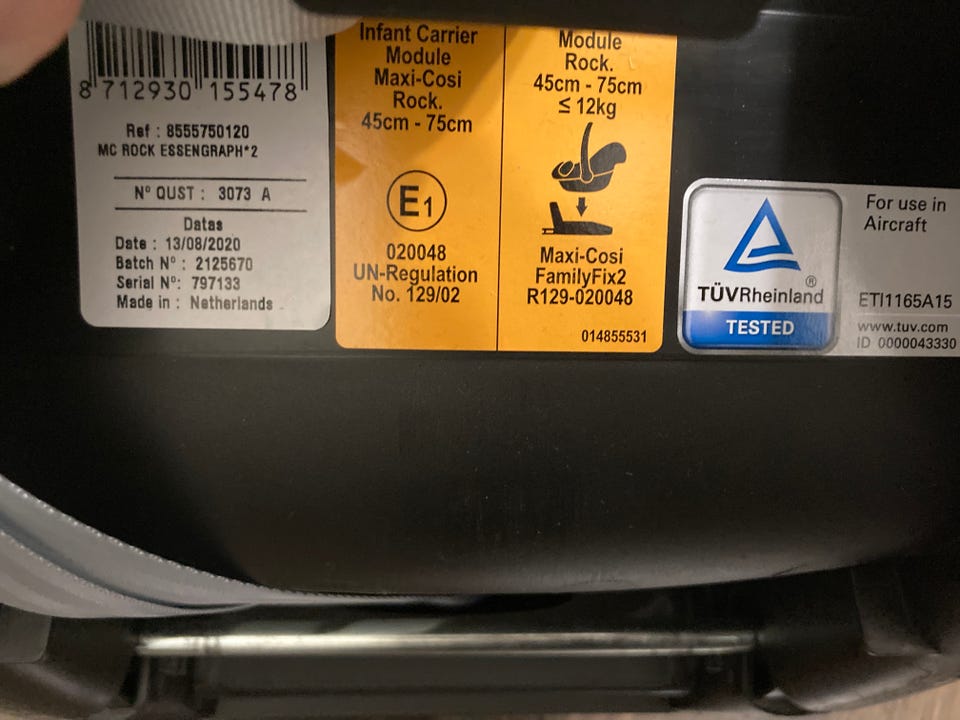 8 712930 155478
Ref : 8555750120
MC ROCK ESSENGRAPH*2
Nº QUST : 3073 A
Datas
Date : 13/08/2020
Batch Nº : 2125670
Serial Nº: 797133
Made in : Netherlands
Infant Carrier
Module
Maxi-Cosi
Rock.
45cm - 75cm
E1
020048
UN-Regulation
No. 129/02
Module
Rock.
45cm - 75cm
≤ 12kg
Maxi-Cosi
FamilyFix2
R129-020048
014855531
TÜVRheinland®
TESTED
For use in
Aircraft
ETI1165A15
www.tuv.com
ID 0000043330